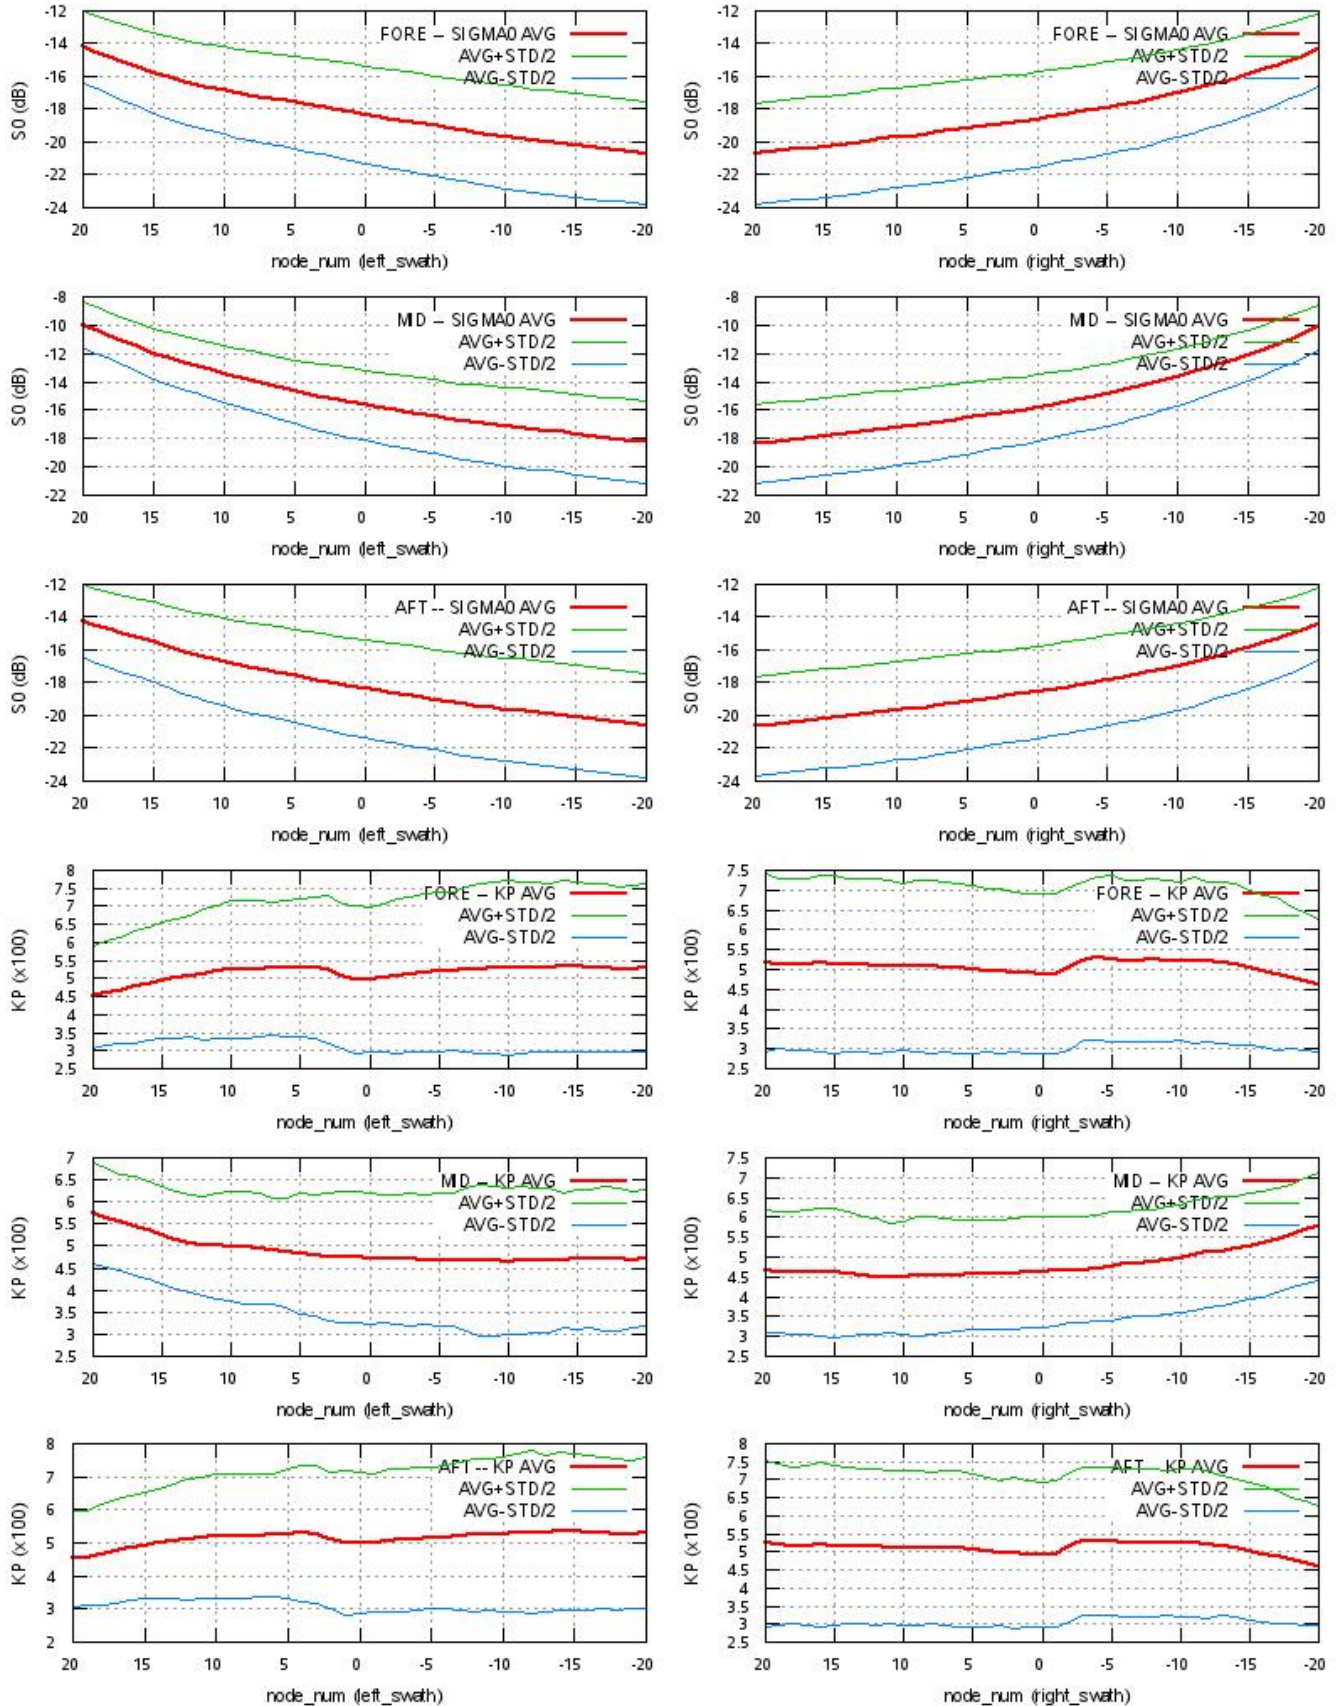 -12
-14
-16
-18
-20
-22
-24
S0 (dB)
FORE -- SIGMA0 AVG
AVG+STD/2
AVG-STD/2
20 15 10 5 0 -5 -10 -15 -20
node_num (left_swath)
-12
-14
-16
-18
-20
-22
-24
S0 (dB)
FORE -- SIGMA0 AVG
AVG+STD/2
AVG-STD/2
20 15 10 5 0 -5 -10 -15 -20
node_num (right_swath)
-8
-10
-12
-14
-16
-18
-20
-22
S0 (dB)
MID -- SIGMA0 AVG
AVG+STD/2
AVG-STD/2
20 15 10 5 0 -5 -10 -15 -20
node_num (left_swath)
-8
-10
-12
-14
-16
-18
-20
-22
S0 (dB)
MID -- SIGMA0 AVG
AVG+STD/2
AVG-STD/2
20 15 10 5 0 -5 -10 -15 -20
node_num (right_swath)
-12
-14
-16
-18
-20
-22
-24
S0 (dB)
AFT -- SIGMA0 AVG
AVG+STD/2
AVG-STD/2
20 15 10 5 0 -5 -10 -15 -20
node_num (left_swath)
-12
-14
-16
-18
-20
-22
-24
S0 (dB)
AFT -- SIGMA0 AVG
AVG+STD/2
AVG-STD/2
20 15 10 5 0 -5 -10 -15 -20
node_num (right_swath)
8
7.5
7
6.5
6
5.5
5
4.5
4
3.5
3
2.5
KP (x100)
FORE -- KP AVG
AVG+STD/2
AVG-STD/2
20 15 10 5 0 -5 -10 -15 -20
node_num (left_swath)
7.5
7
6.5
6
5.5
5
4.5
4
3.5
3
2.5
KP (x100)
FORE -- KP AVG
AVG+STD/2
AVG-STD/2
20 15 10 5 0 -5 -10 -15 -20
node_num (right_swath)
7
6.5
6
5.5
5
4.5
4
3.5
3
2.5
KP (x100)
MID -- KP AVG
AVG+STD/2
AVG-STD/2
20 15 10 5 0 -5 -10 -15 -20
node_num (left_swath)
7.5
7
6.5
6
5.5
5
4.5
4
3.5
3
2.5
KP (x100)
MID -- KP AVG
AVG+STD/2
AVG-STD/2
20 15 10 5 0 -5 -10 -15 -20
node_num (right_swath)
8
7
6
5
4
3
2
KP (x100)
AFT -- KP AVG
AVG+STD/2
AVG-STD/2
20 15 10 5 0 -5 -10 -15 -20
node_num (left_swath)
8
7.5
7
6.5
6
5.5
5
4.5
4
3.5
3
2.5
KP (x100)
AFT -- KP AVG
AVG+STD/2
AVG-STD/2
20 15 10 5 0 -5 -10 -15 -20
node_num (right_swath)